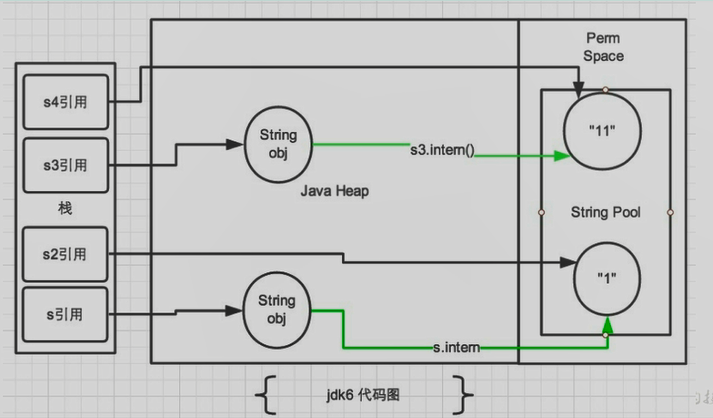 Perm
Space
s4引用
"11"
String
obj
s3.intern()
s3引用
Java Heap
栈
String Pool
s2引用
"1"
String
obj
s引用
s.intern
jdk6 代码图